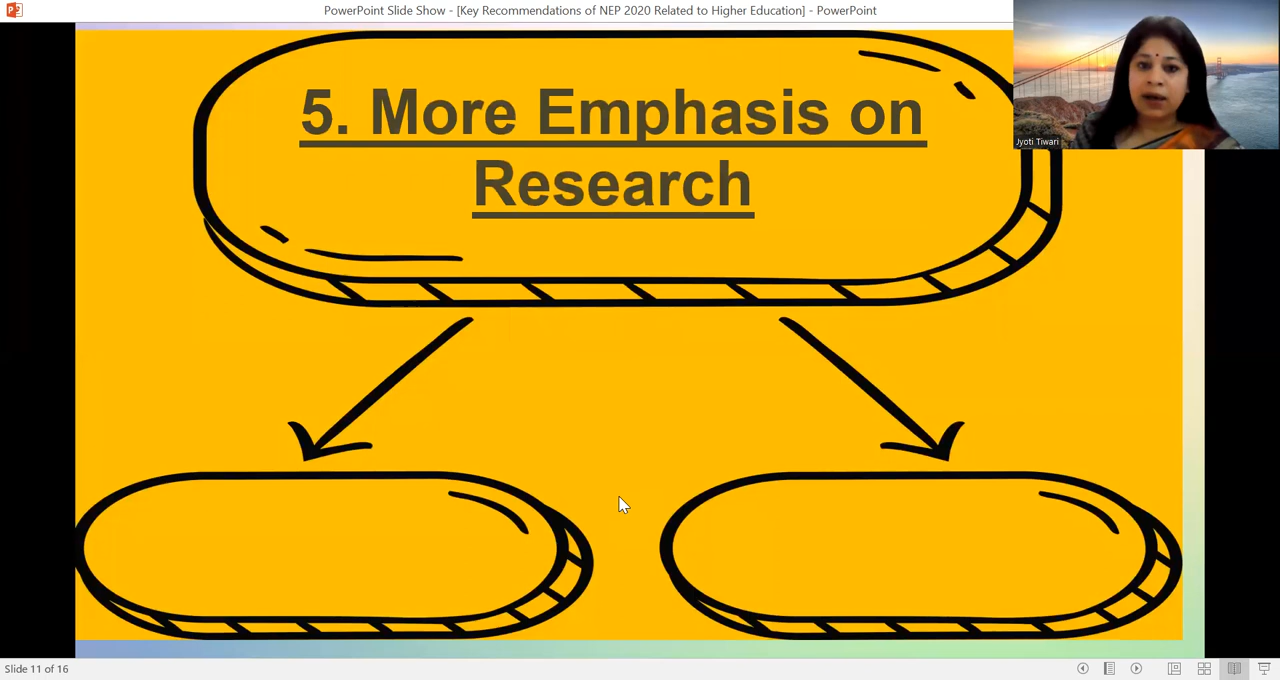 PowerPoint Slide Show - [Key Recommendations of NEP 2020 Related to Higher Education] - PowerPoint
5. More Emphasis on
Research
Jyoti Tiwari
Slide 11 of 16